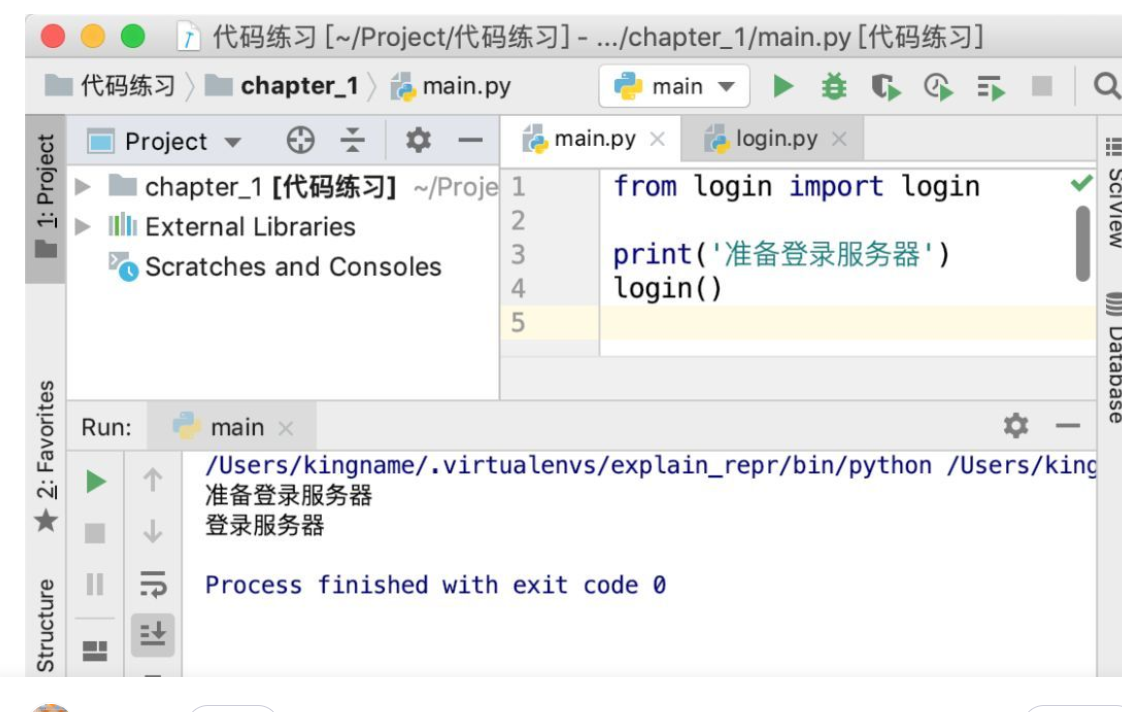 代码练习 [~/Project/代码练习] - .../chapter_1/main.py [代码练习]
代码练习 chapter_1 main.py main
Project
main.py login.py
1: Project
chapter_1 [代码练习] ~/Proje
External Libraries
Scratches and Consoles
1 from login import login
2
3 print('准备登录服务器')
4 login()
5
SciView
Database
2: Favorites
Structure
Run: main
/Users/kingname/.virtualenvs/explain_repr/bin/python /Users/king
准备登录服务器
登录服务器
Process finished with exit code 0